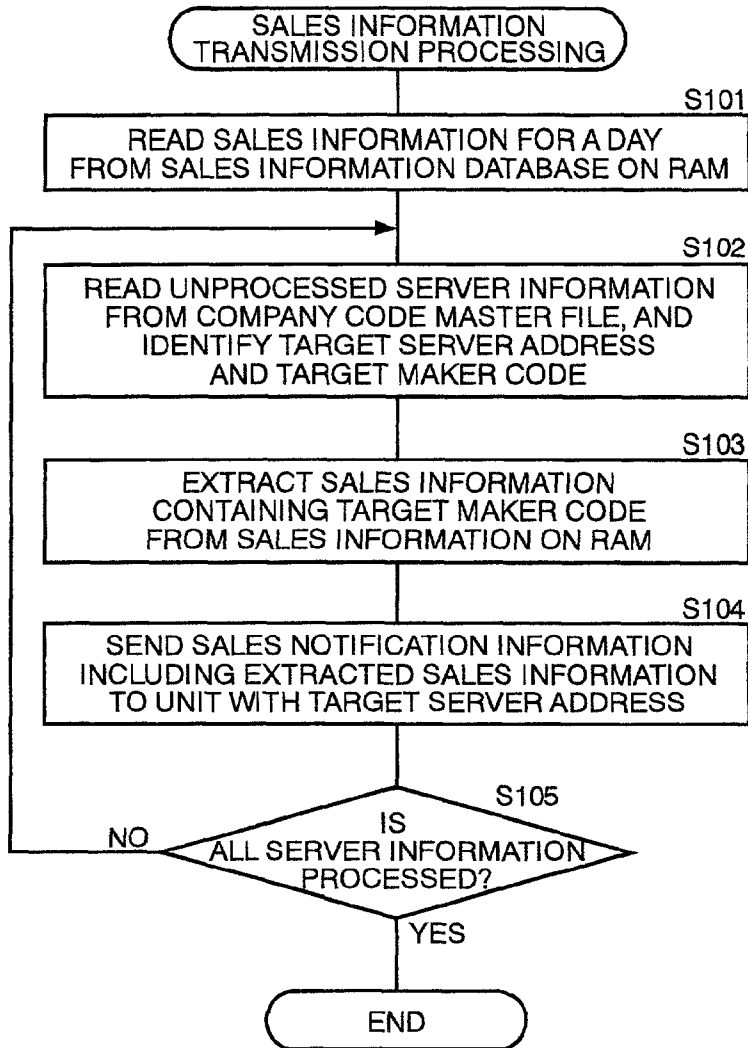 SALES INFORMATION
TRANSMISSION PROCESSING
S101
READ SALES INFORMATION FOR A DAY
FROM SALES INFORMATION DATABASE ON RAM
S102
READ UNPROCESSED SERVER INFORMATION
FROM COMPANY CODE MASTER FILE, AND
IDENTIFY TARGET SERVER ADDRESS
AND TARGET MAKER CODE
S103
EXTRACT SALES INFORMATION
CONTAINING TARGET MAKER CODE
FROM SALES INFORMATION ON RAM
S104
SEND SALES NOTIFICATION INFORMATION
INCLUDING EXTRACTED SALES INFORMATION
TO UNIT WITH TARGET SERVER ADDRESS
S105
IS
ALL SERVER INFORMATION
PROCESSED?
NO
YES
END